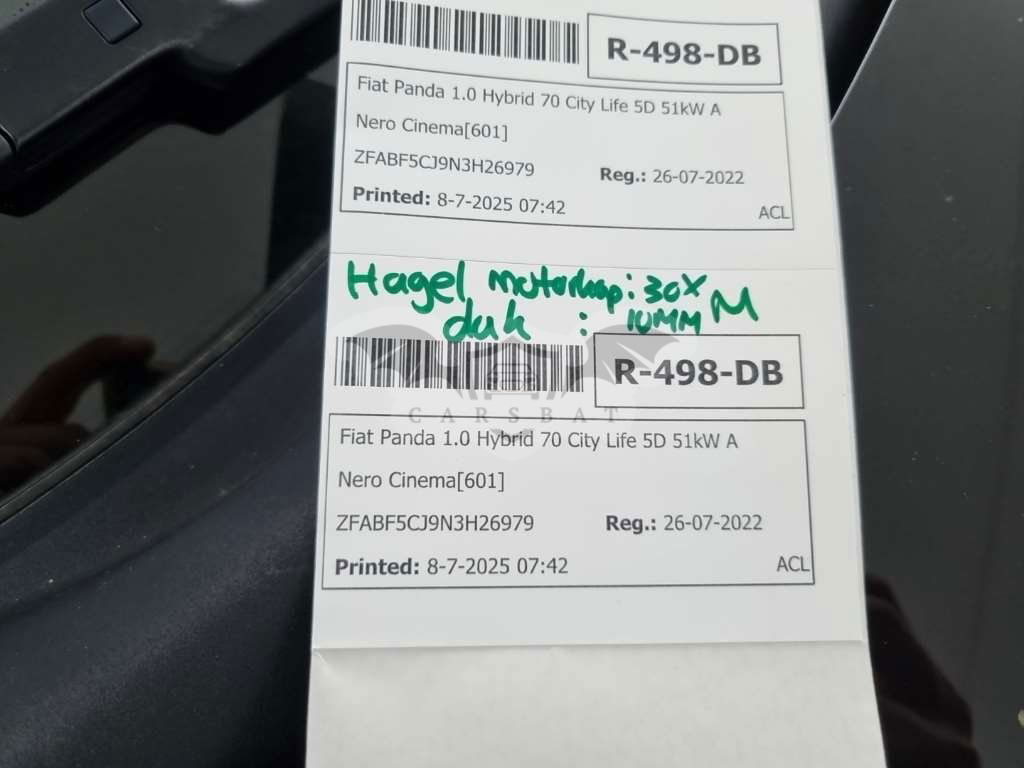 R-498-DB
Fiat Panda 1.0 Hybrid 70 City Life 5D 51kW A
Nero Cinema[601]
ZFABF5CJ9N3H26979 Reg.: 26-07-2022
Printed: 8-7-2025 07:42 ACL
Hagel motorkap: 30X M
dak : 10MM
R-498-DB
CARSBAT
Fiat Panda 1.0 Hybrid 70 City Life 5D 51kW A
Nero Cinema[601]
ZFABF5CJ9N3H26979 Reg.: 26-07-2022
Printed: 8-7-2025 07:42 ACL